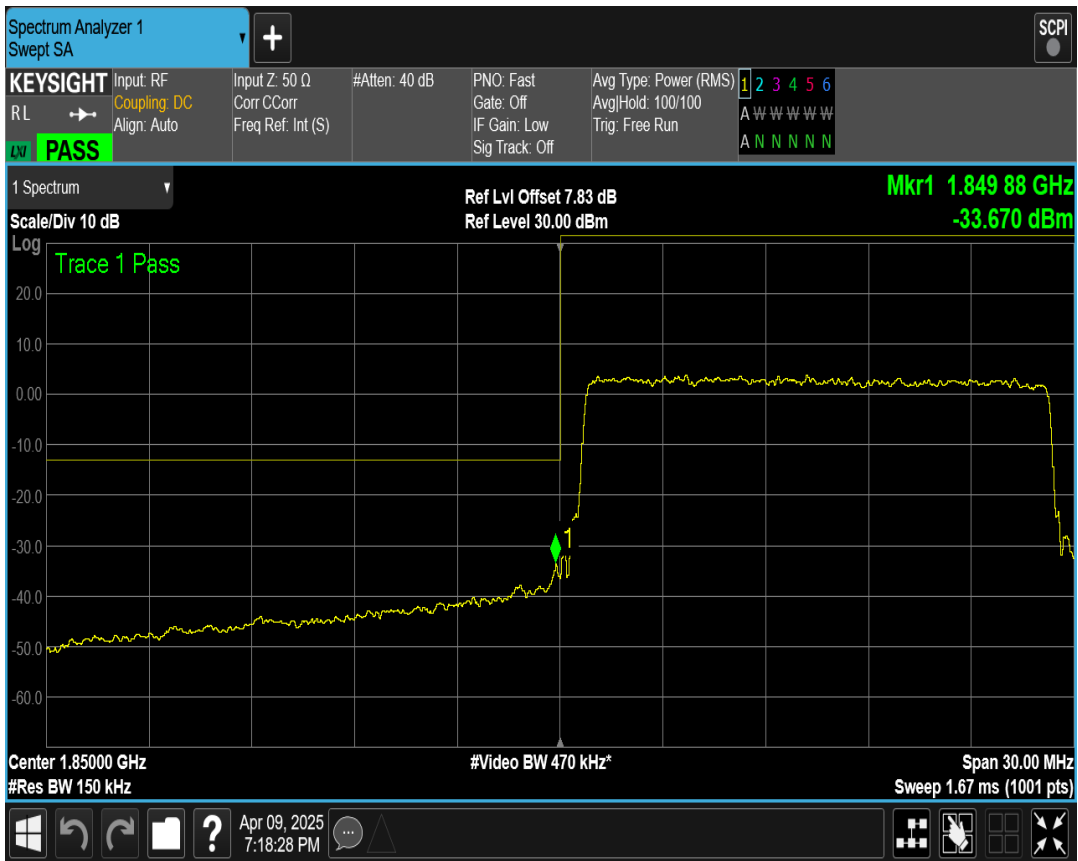 Spectrum Analyzer 1
Swept SA
+
SCPI
KEYSIGHT
RL
LXI PASS
Input: RF
Coupling: DC
Align: Auto
Input Z: 50 Ω
Corr CCorr
Freq Ref: Int (S)
#Atten: 40 dB
PNO: Fast
Gate: Off
IF Gain: Low
Sig Track: Off
Avg Type: Power (RMS)
Avg|Hold: 100/100
Trig: Free Run
1 2 3 4 5 6
A W W W W W
A N N N N N
1 Spectrum
Scale/Div 10 dB
Ref Lvl Offset 7.83 dB
Ref Level 30.00 dBm
Mkr1 1.849 88 GHz
-33.670 dBm
Log
Trace 1 Pass
20.0
10.0
0.00
-10.0
-20.0
-30.0
-40.0
-50.0
-60.0
1
Center 1.85000 GHz
#Res BW 150 kHz
#Video BW 470 kHz*
Span 30.00 MHz
Sweep 1.67 ms (1001 pts)
?
Apr 09, 2025
7:18:28 PM
...